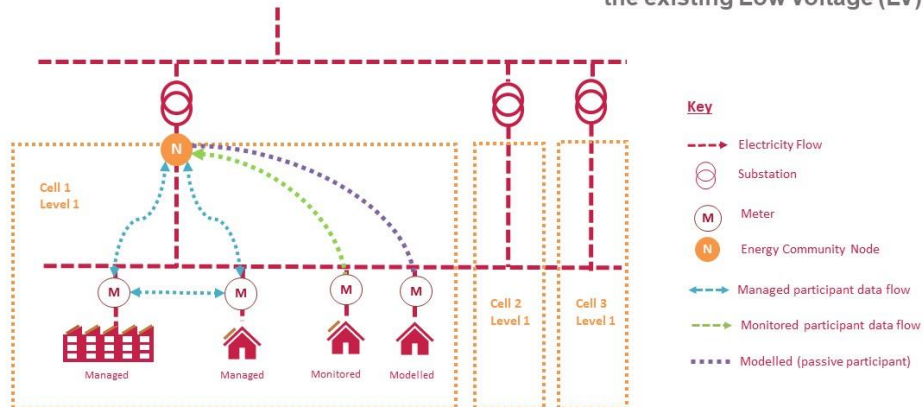 the existing Low Voltage (LV)
N
Cell 1
Level 1
M
M
M
M
Managed
Managed
Monitored
Modelled
Cell 2
Level 1
Cell 3
Level 1
Key
Electricity Flow
Substation
M
Meter
N
Energy Community Node
Managed participant data flow
Monitored participant data flow
Modelled (passive participant)